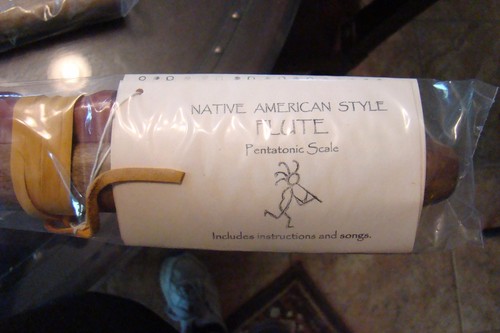 NATIVE AMERICAN STYLE
FLUTE
Pentatonic Scale
Includes instructions and songs.